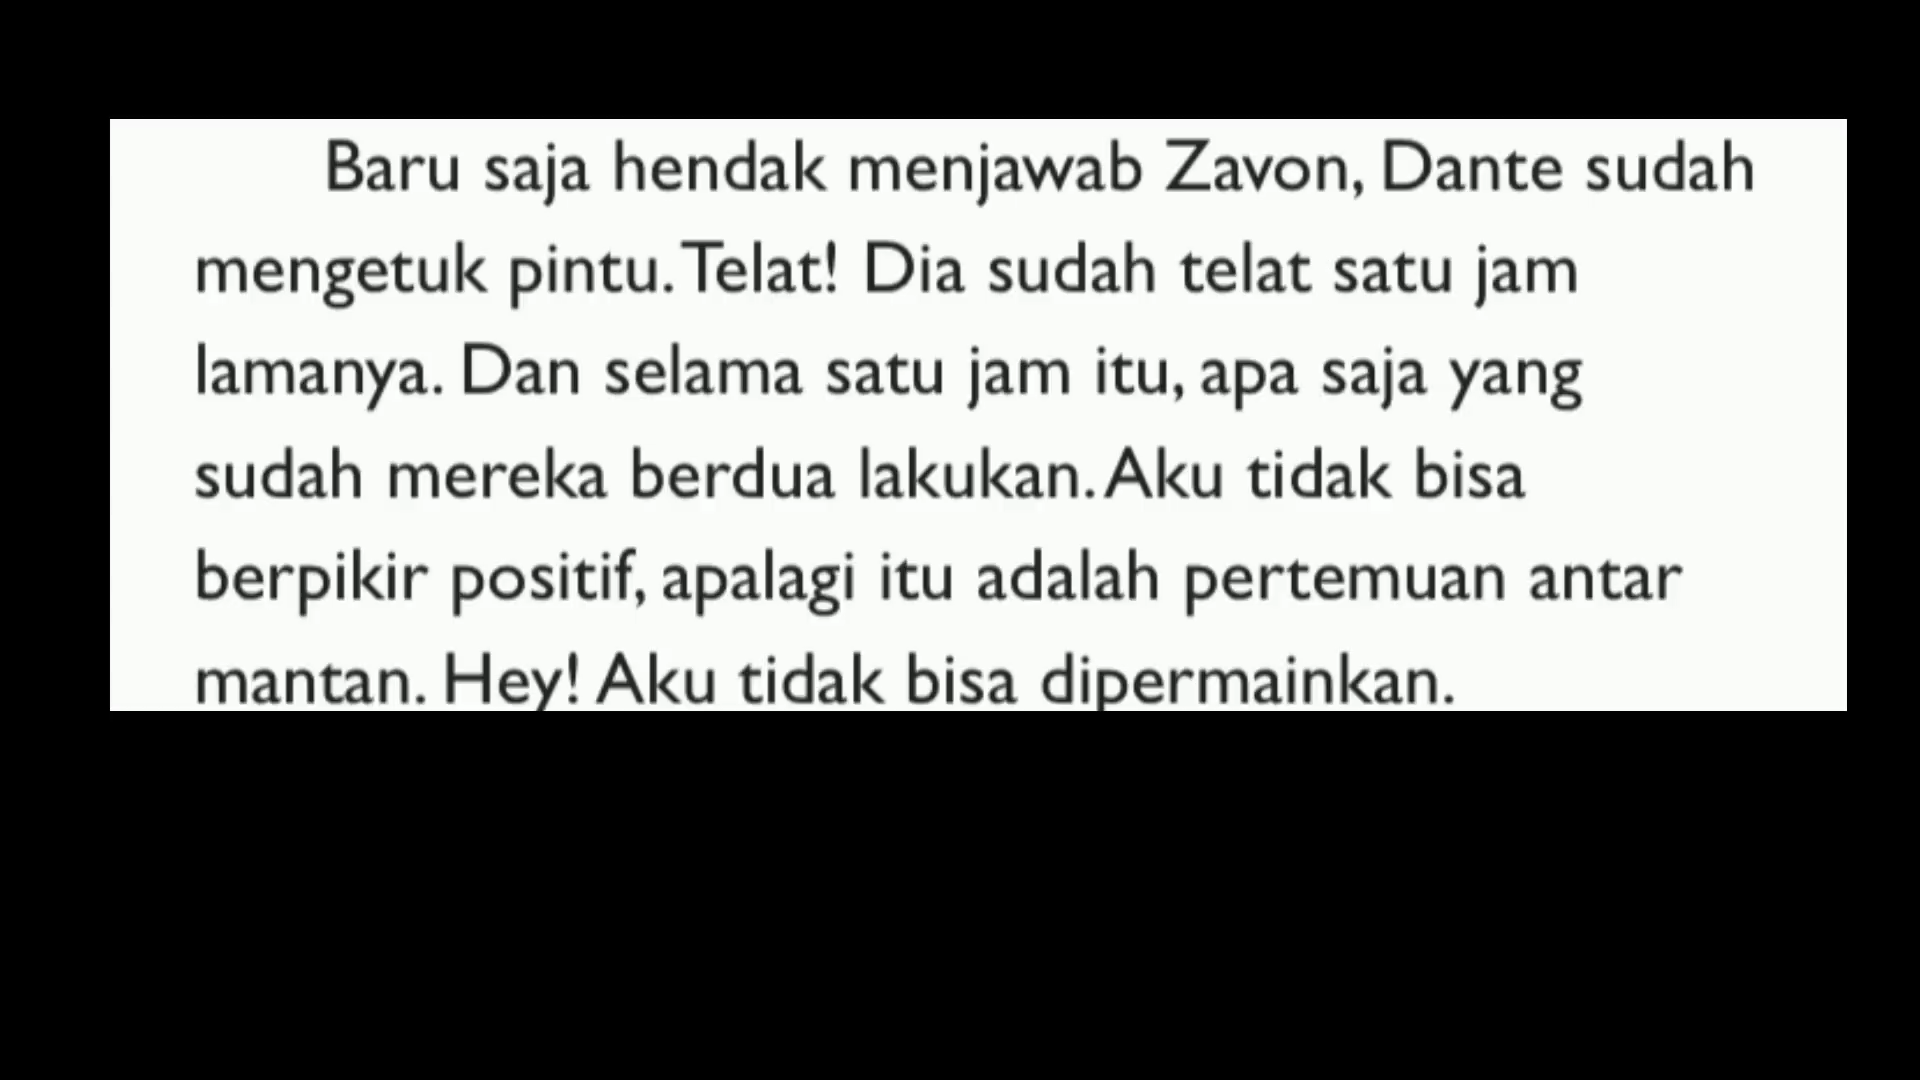 Baru saja hendak menjawab Zavon, Dante sudah
mengetuk pintu. Telat! Dia sudah telat satu jam
lamanya. Dan selama satu jam itu, apa saja yang
sudah mereka berdua lakukan. Aku tidak bisa
berpikir positif, apalagi itu adalah pertemuan antar
mantan. Hey! Aku tidak bisa dipermainkan.